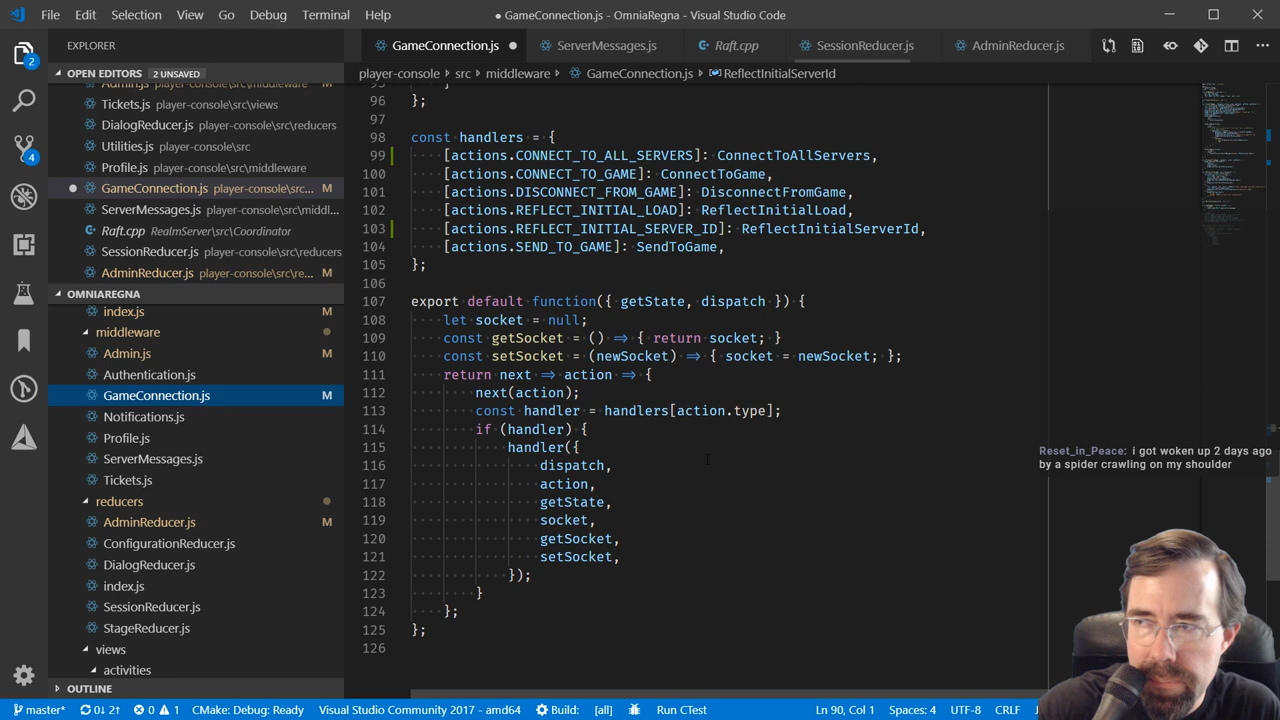 File Edit Selection View Go Debug Terminal Help
● GameConnection.js - OmniaRegna - Visual Studio Code
EXPLORER
GameConnection.js
ServerMessages.js
Raft.cpp
SessionReducer.js
AdminReducer.js
player-console › src › middleware › GameConnection.js › ReflectInitialServerId
OPEN EDITORS 2 UNSAVED
Admin.js player-console\src\middleware
Tickets.js player-console\src\views
DialogReducer.js player-console\src\reducers
Utilities.js player-console\src
Profile.js player-console\src\middleware
GameConnection.js player-console\src... M
ServerMessages.js player-console\src\middl...
Raft.cpp RealmServer\src\Coordinator
SessionReducer.js player-console\src\reducers
AdminReducer.js player-console\src\re... M
OMNIAREGNA
index.js M
middleware
Admin.js M
Authentication.js
GameConnection.js M
Notifications.js
Profile.js
ServerMessages.js
Tickets.js
reducers
AdminReducer.js M
ConfigurationReducer.js
DialogReducer.js
index.js
SessionReducer.js
StageReducer.js
views
activities
OUTLINE
2
4
95 }
96 };
97
98 const handlers = {
99 [actions.CONNECT_TO_ALL_SERVERS]: ConnectToAllServers,
100 [actions.CONNECT_TO_GAME]: ConnectToGame,
101 [actions.DISCONNECT_FROM_GAME]: DisconnectFromGame,
102 [actions.REFLECT_INITIAL_LOAD]: ReflectInitialLoad,
103 [actions.REFLECT_INITIAL_SERVER_ID]: ReflectInitialServerId,
104 [actions.SEND_TO_GAME]: SendToGame,
105 };
106
107 export default function({ getState, dispatch }) {
108 let socket = null;
109 const getSocket = () => { return socket; }
110 const setSocket = (newSocket) => { socket = newSocket; };
111 return next => action => {
112 next(action);
113 const handler = handlers[action.type];
114 if (handler) {
115 handler({
116 dispatch,
117 action,
118 getState,
119 socket,
120 getSocket,
121 setSocket,
122 });
123 }
124 };
125 };
126
Reset_in_Peace: i got woken up 2 days ago
by a spider crawling on my shoulder
master* 0↓ 2↑ 0 1 CMake: Debug: Ready Visual Studio Community 2017 - amd64 Build: [all] Run CTest Ln 90, Col 1 Spaces: 4 UTF-8 CRLF